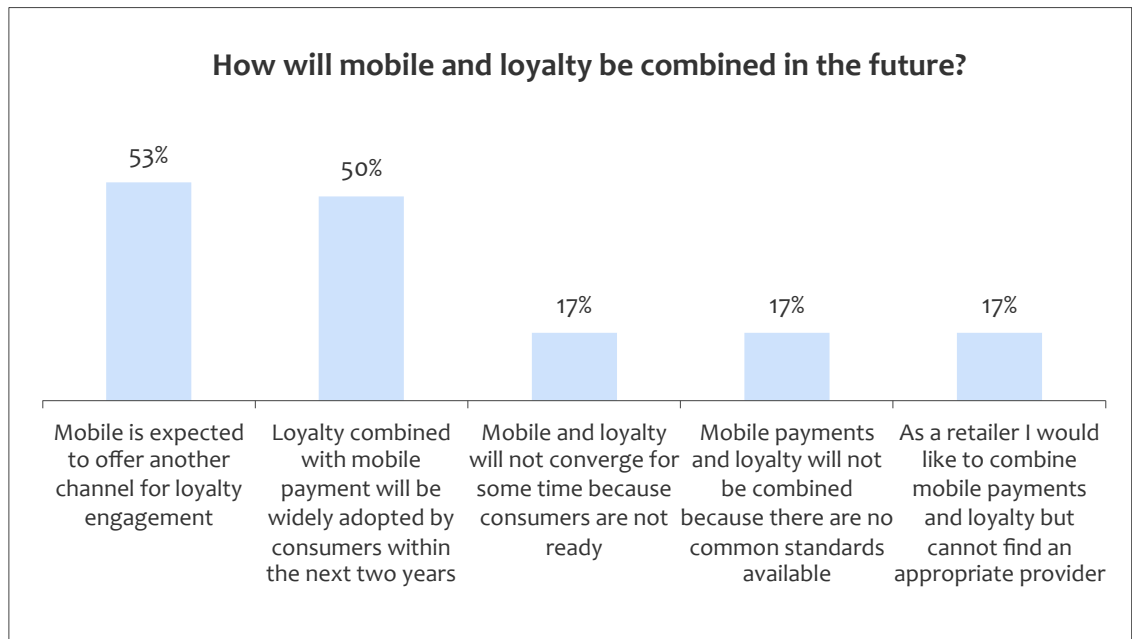 How will mobile and loyalty be combined in the future?
53%
50%
17%
17%
17%
Mobile is expected
to offer another
channel for loyalty
engagement
Loyalty combined
with mobile
payment will be
widely adopted by
consumers within
the next two years
Mobile and loyalty
will not converge for
some time because
consumers are not
ready
Mobile payments
and loyalty will not
be combined
because there are no
common standards
available
As a retailer I would
like to combine
mobile payments
and loyalty but
cannot find an
appropriate provider